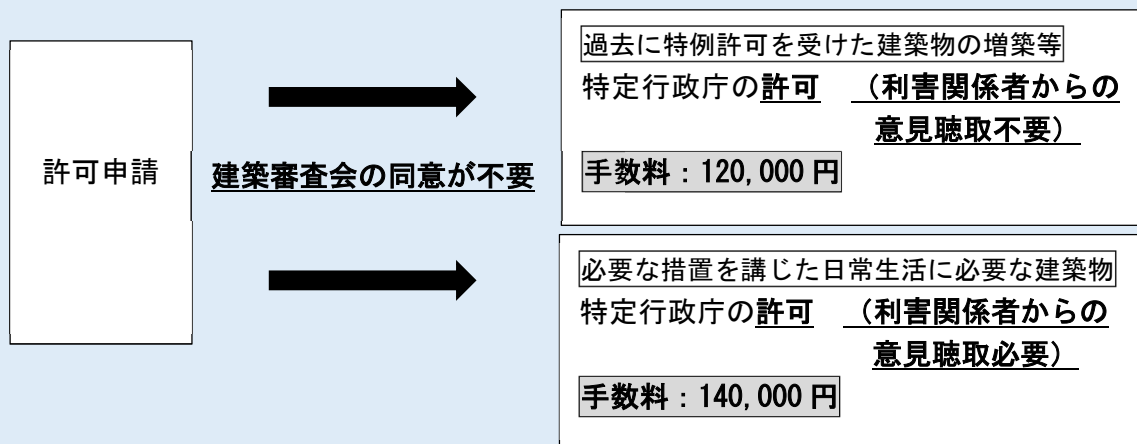 許可申請
建築審査会の同意が不要
過去に特例許可を受けた建築物の増築等
特定行政庁の許可　（利害関係者からの
意見聴取不要）
手数料：120,000 円
必要な措置を講じた日常生活に必要な建築物
特定行政庁の許可　（利害関係者からの
意見聴取必要）
手数料：140,000 円